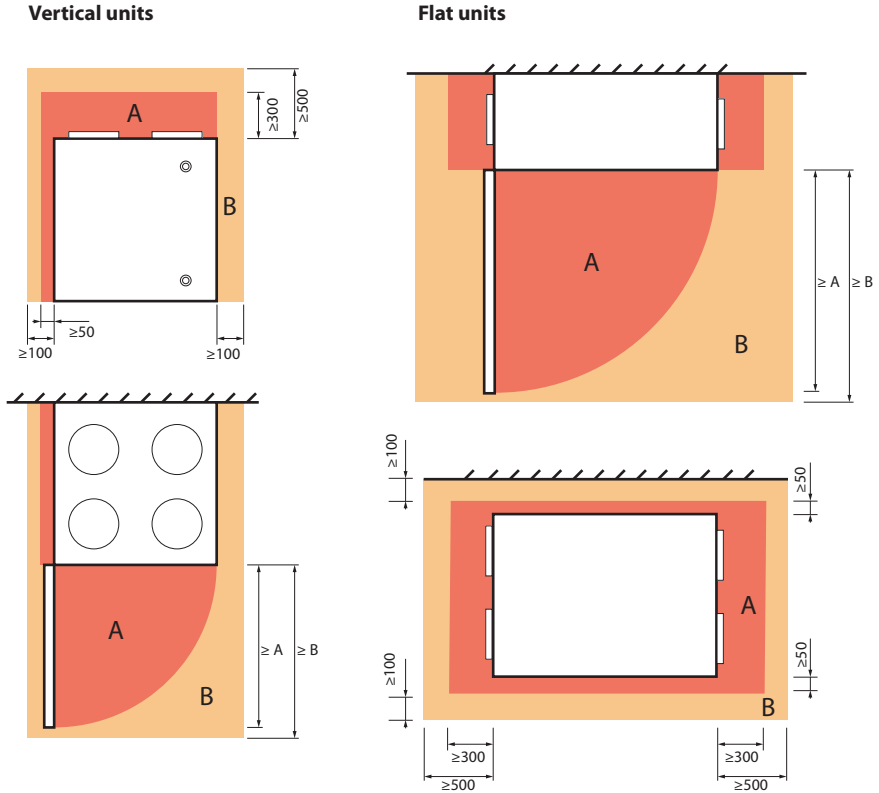 Vertical units
A
≥300
≥500
B
≥50
≥100
≥100
A
≥ A
≥ B
B
Flat units
A
≥ A
≥ B
B
≥100
≥50
A
≥100
≥50
B
≥300
≥300
≥500
≥500